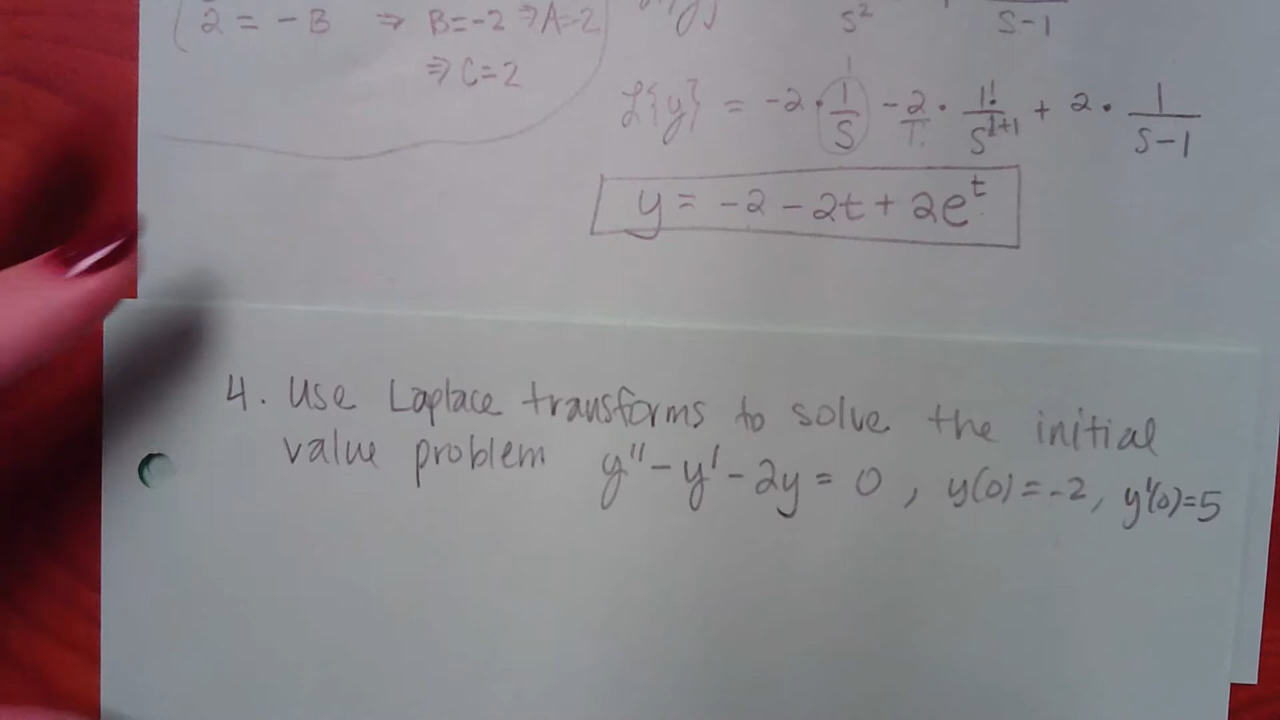 2 = - B ⇒ B=-2 ⇒ A=-2
⇒ C=2
s² s-1
L{y} = -2 · 1/s - 2/1! · 1!/s^(1+1) + 2 · 1/(s-1)
y = -2 - 2t + 2e^t
4. Use Laplace transforms to solve the initial
value problem y'' - y' - 2y = 0 , y(0) = -2, y'(0)=5